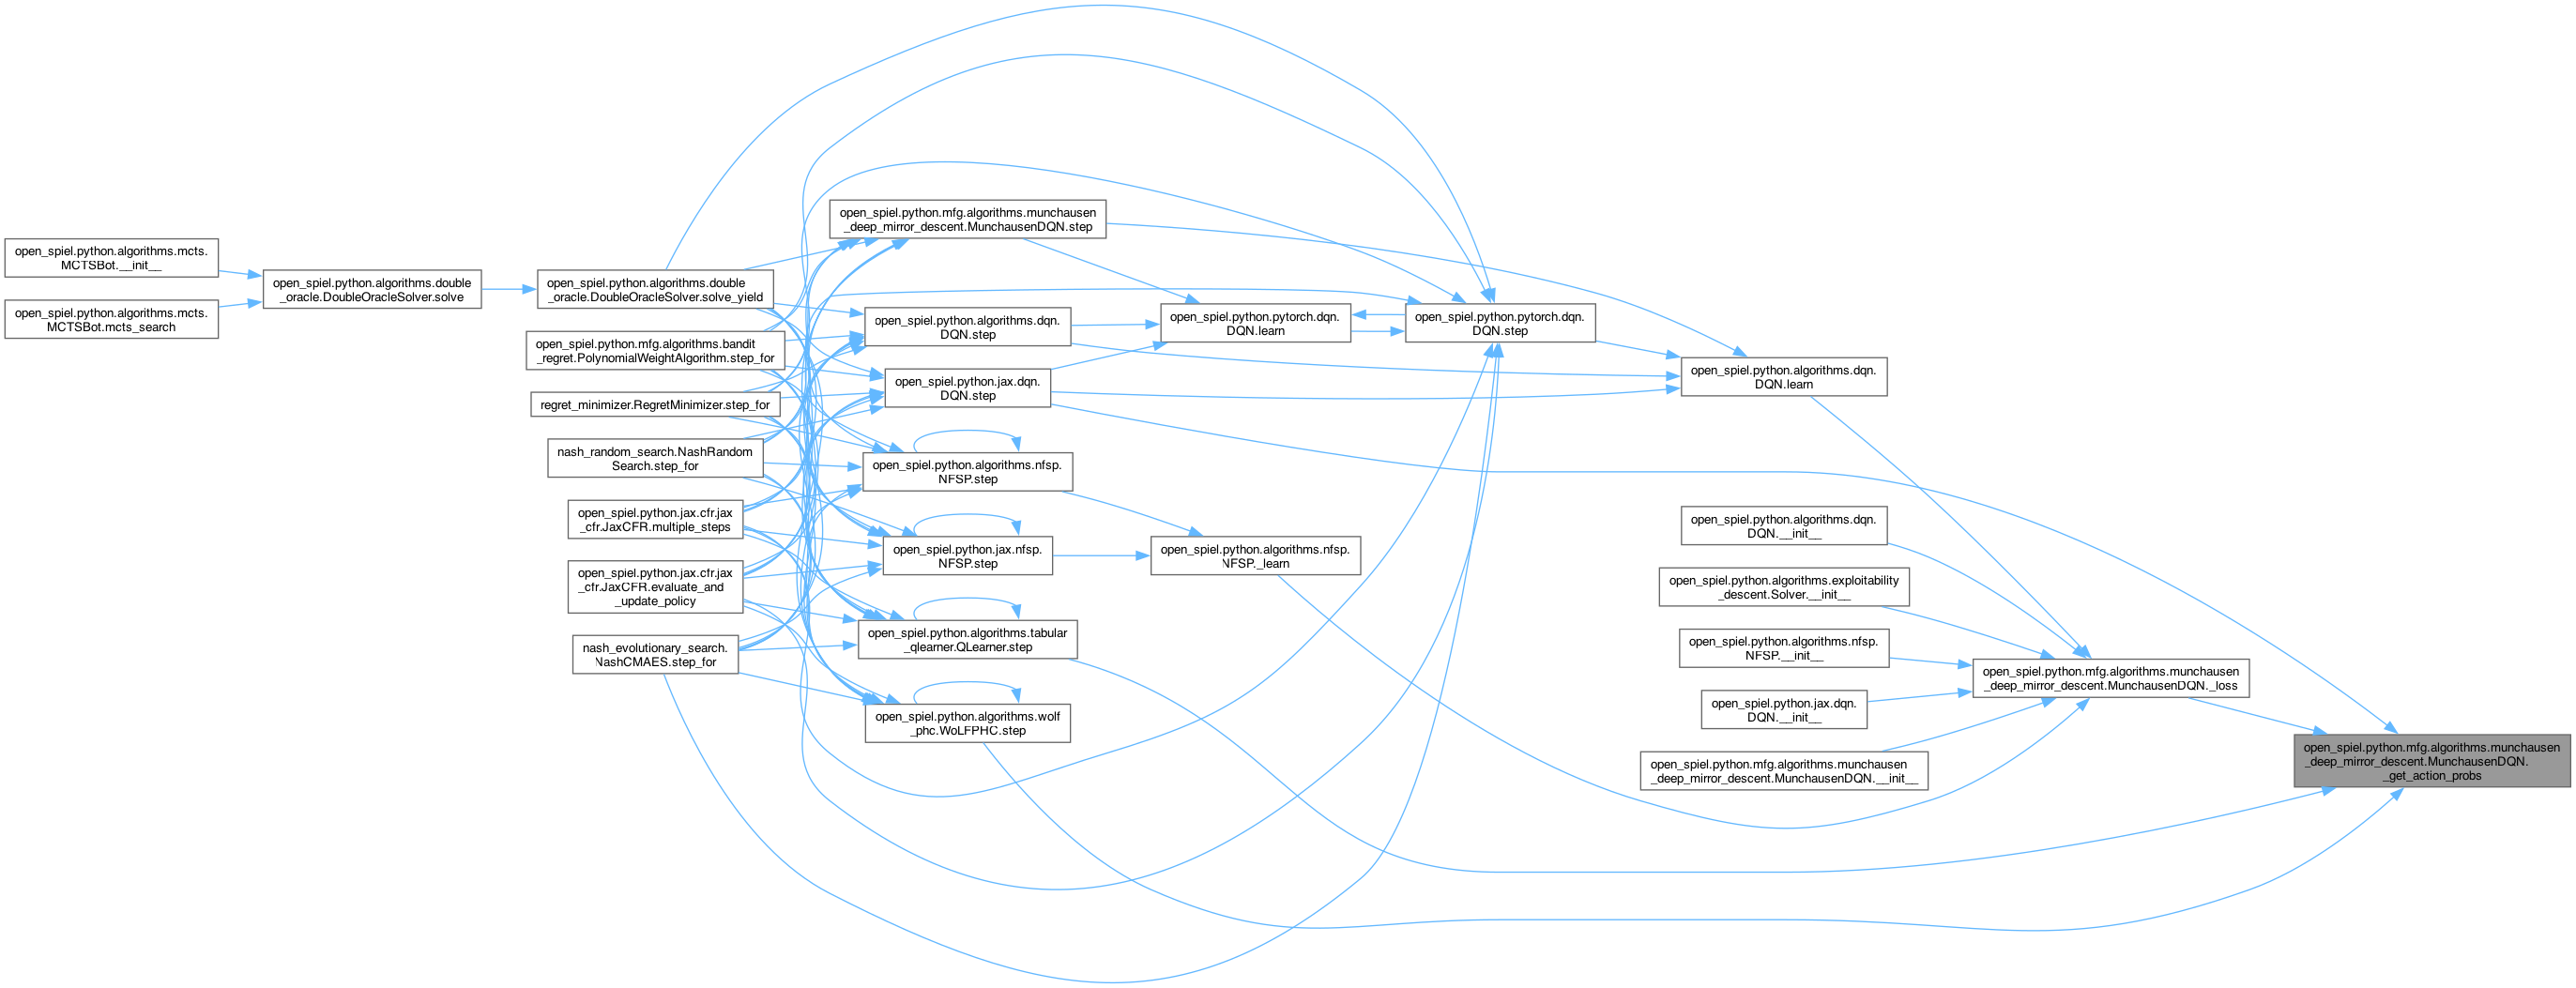 open_spiel.python.algorithms.mcts.
MCTSBot.__init__
open_spiel.python.algorithms.mcts.
MCTSBot.mcts_search
open_spiel.python.algorithms.double
_oracle.DoubleOracleSolver.solve
open_spiel.python.algorithms.double
_oracle.DoubleOracleSolver.solve_yield
open_spiel.python.mfg.algorithms.bandit
_regret.PolynomialWeightAlgorithm.step_for
regret_minimizer.RegretMinimizer.step_for
nash_random_search.NashRandom
Search.step_for
open_spiel.python.jax.cfr.jax
_cfr.JaxCFR.multiple_steps
open_spiel.python.jax.cfr.jax
_cfr.JaxCFR.evaluate_and
_update_policy
nash_evolutionary_search.
NashCMAES.step_for
open_spiel.python.mfg.algorithms.munchausen
_deep_mirror_descent.MunchausenDQN.step
open_spiel.python.algorithms.dqn.
DQN.step
open_spiel.python.jax.dqn.
DQN.step
open_spiel.python.algorithms.nfsp.
NFSP.step
open_spiel.python.jax.nfsp.
NFSP.step
open_spiel.python.algorithms.tabular
_qlearner.QLearner.step
open_spiel.python.algorithms.wolf
_phc.WoLFPHC.step
open_spiel.python.pytorch.dqn.
DQN.learn
open_spiel.python.algorithms.nfsp.
NFSP._learn
open_spiel.python.pytorch.dqn.
DQN.step
open_spiel.python.algorithms.dqn.
DQN.learn
open_spiel.python.algorithms.dqn.
DQN.__init__
open_spiel.python.algorithms.exploitability
_descent.Solver.__init__
open_spiel.python.algorithms.nfsp.
NFSP.__init__
open_spiel.python.jax.dqn.
DQN.__init__
open_spiel.python.mfg.algorithms.munchausen
_deep_mirror_descent.MunchausenDQN.__init__
open_spiel.python.mfg.algorithms.munchausen
_deep_mirror_descent.MunchausenDQN._loss
open_spiel.python.mfg.algorithms.munchausen
_deep_mirror_descent.MunchausenDQN.
_get_action_probs